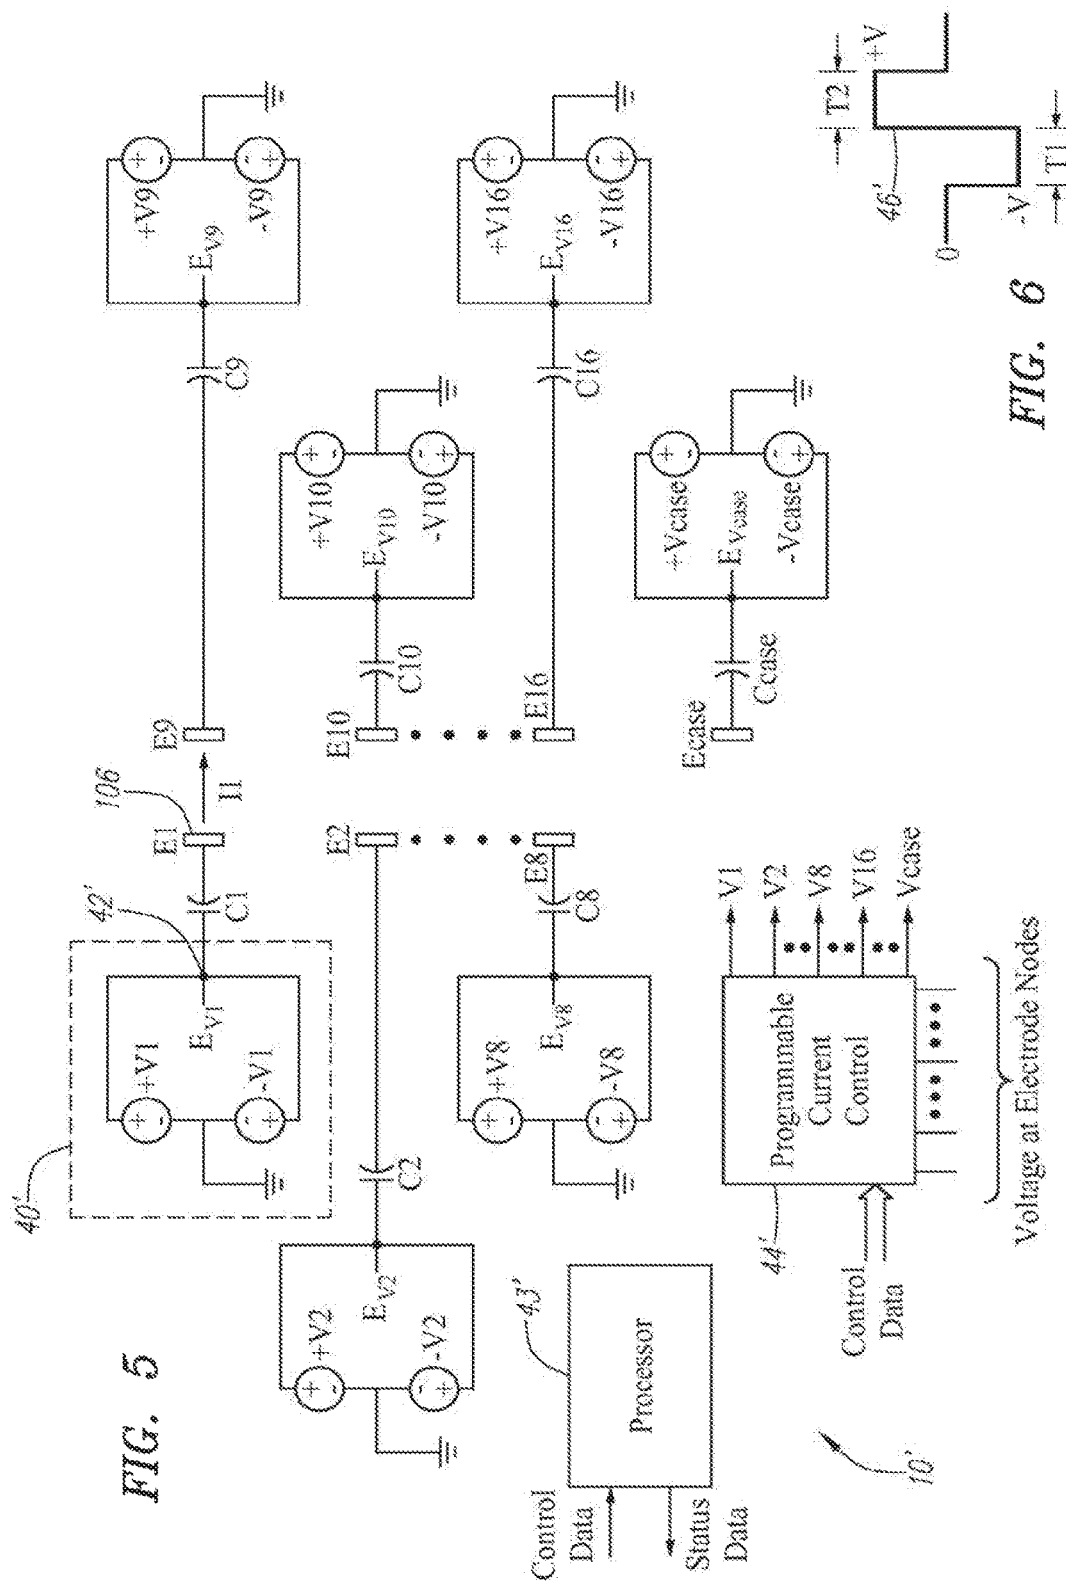 FIG. 5
40'
+V1
-V1
EV1
42'
C1
E1
106
I1
E9
C9
EV9
+V9
-V9
+V2
-V2
EV2
C2
E2
E10
C10
EV10
+V10
-V10
+V8
-V8
EV8
C8
E8
E16
C16
EV16
+V16
-V16
Ecase
Ccase
EVcase
+Vcase
-Vcase
43'
Processor
Control
Data
Status
Data
10'
44'
Programmable
Current
Control
Control
Data
V1
V2
V8
V16
Vcase
Voltage at Electrode Nodes
FIG. 6
0
-V
+V
46'
T1
T2